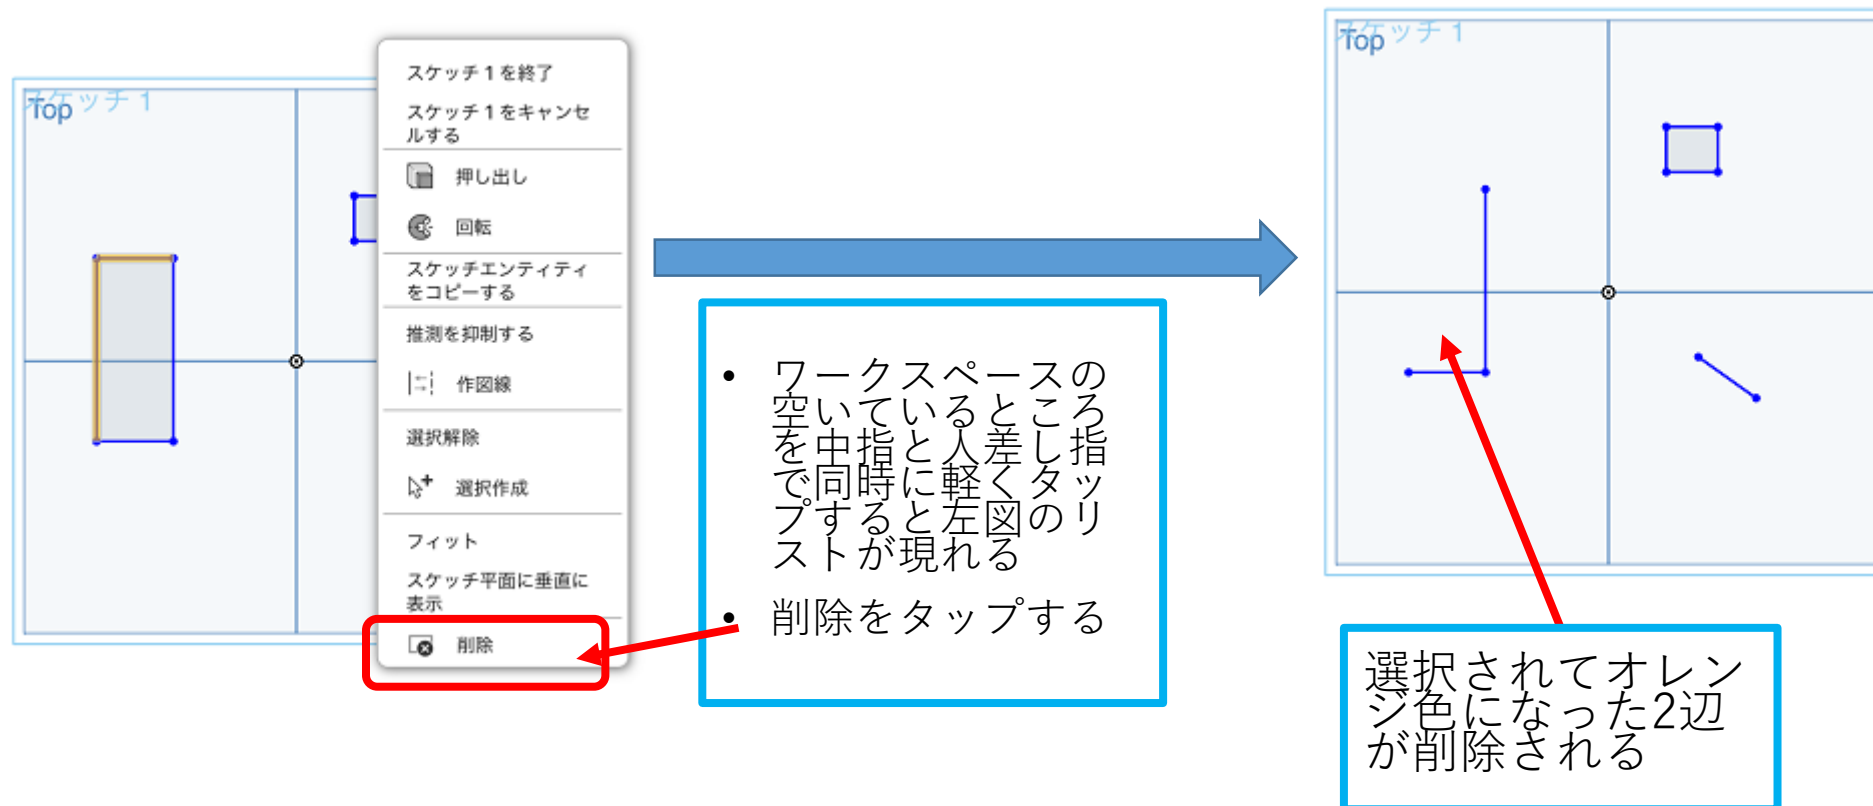 スケッチ 1
Top
スケッチ 1 を終了
スケッチ 1 をキャンセ
ルする
押し出し
回転
スケッチエンティティ
をコピーする
推測を抑制する
作図線
選択解除
選択作成
フィット
スケッチ平面に垂直に
表示
削除
• ワークスペースの
空いているところ
を中指と人差し指
で同時に軽くタッ
プすると左図のリ
ストが現れる
• 削除をタップする
スケッチ 1
Top
選択されてオレン
ジ色になった2辺
が削除される